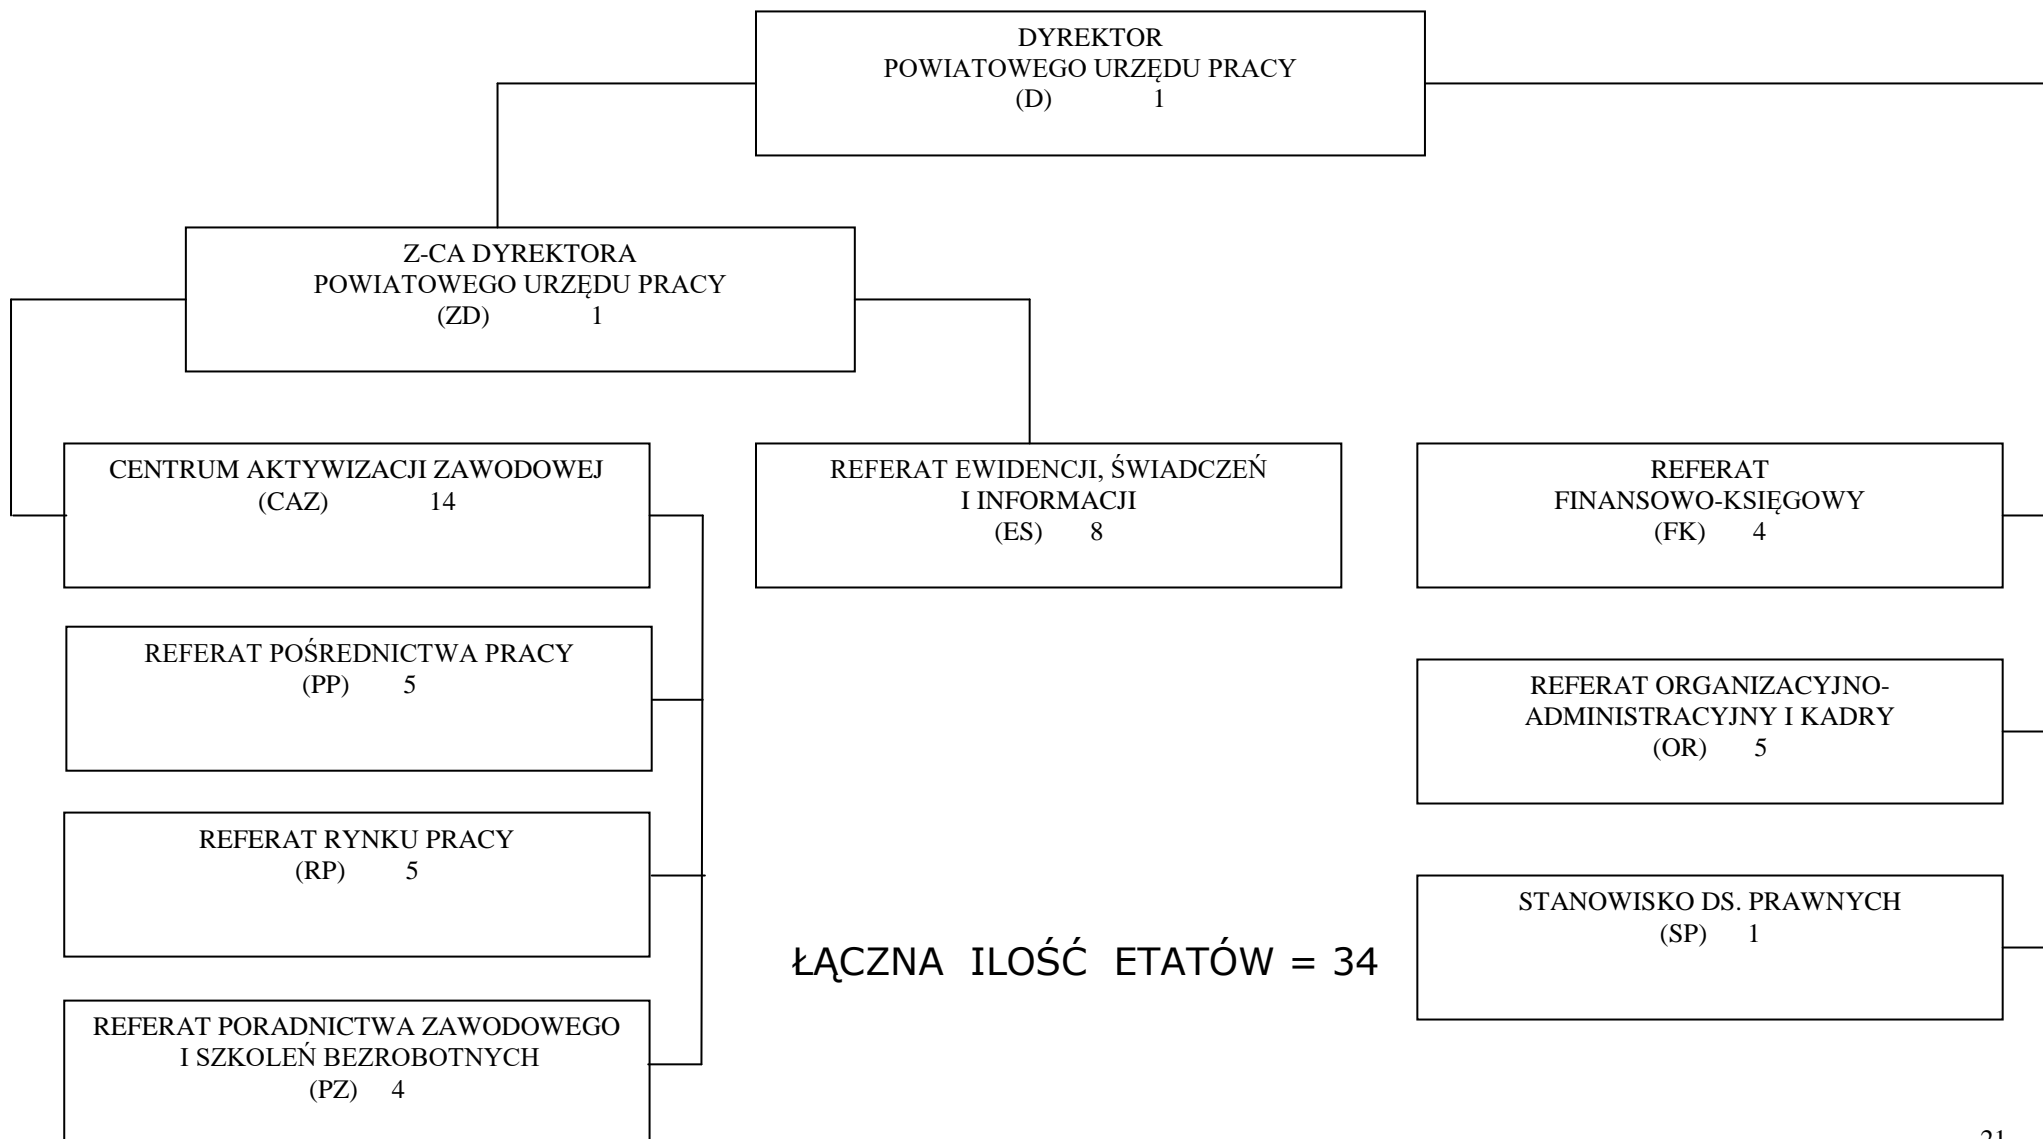 DYREKTOR
POWIATOWEGO URZĘDU PRACY
(D) 1
Z-CA DYREKTORA
POWIATOWEGO URZĘDU PRACY
(ZD) 1
CENTRUM AKTYWIZACJI ZAWODOWEJ
(CAZ) 14
REFERAT EWIDENCJI, ŚWIADCZEŃ
I INFORMACJI
(ES) 8
REFERAT
FINANSOWO-KSIĘGOWY
(FK) 4
REFERAT POŚREDNICTWA PRACY
(PP) 5
REFERAT ORGANIZACYJNO-
ADMINISTRACYJNY I KADRY
(OR) 5
REFERAT RYNKU PRACY
(RP) 5
STANOWISKO DS. PRAWNYCH
(SP) 1
ŁĄCZNA ILOŚĆ ETATÓW = 34
REFERAT PORADNICTWA ZAWODOWEGO
I SZKOLEŃ BEZROBOTNYCH
(PZ) 4
21